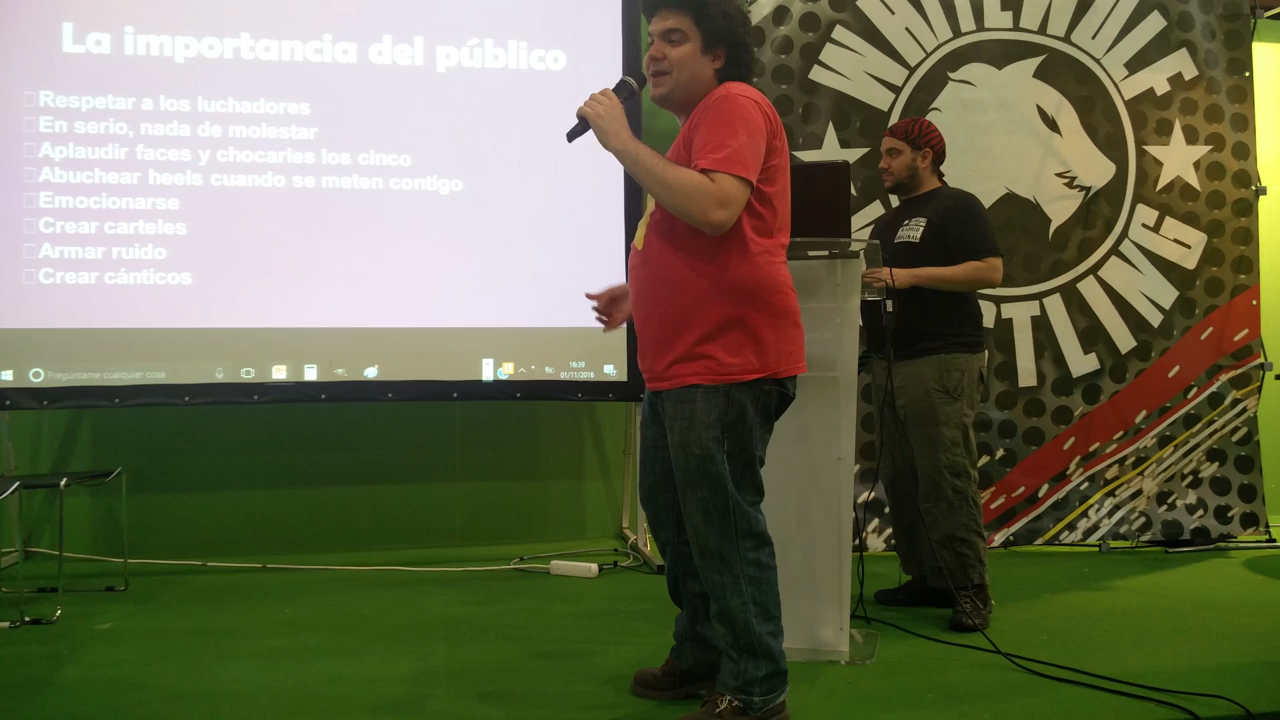 La importancia del público
Respetar a los luchadores
En serio, nada de molestar
Aplaudir faces y chocarles los cinco
Abuchear heels cuando se meten contigo
Emocionarse
Crear carteles
Armar ruido
Crear cánticos
Pregúntame cualquier cosa
16:39
01/11/2016
WHITEWOLF
WRESTLING